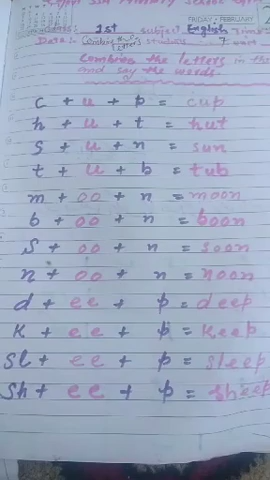 FRIDAY • FEBRUARY
1st subject English
Combine the letters in the
and say the words.
c + u + p = cup
h + u + t = hut
s + u + n = sun
t + u + b = tub
m + oo + n = moon
b + oo + n = boon
s + oo + n = soon
n + oo + n = noon
d + ee + p = deep
k + ee + p = keep
sl + ee + p = sleep
sh + ee + p = sheep